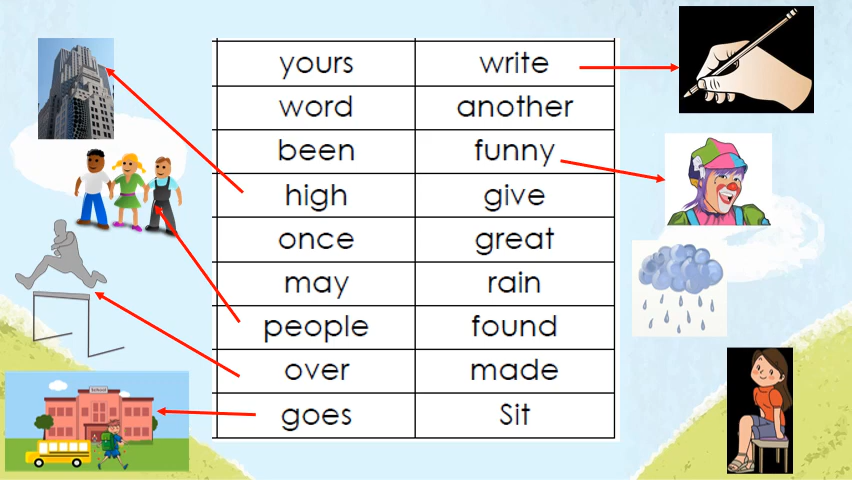 yours write
word another
been funny
high give
once great
may rain
people found
over made
goes Sit